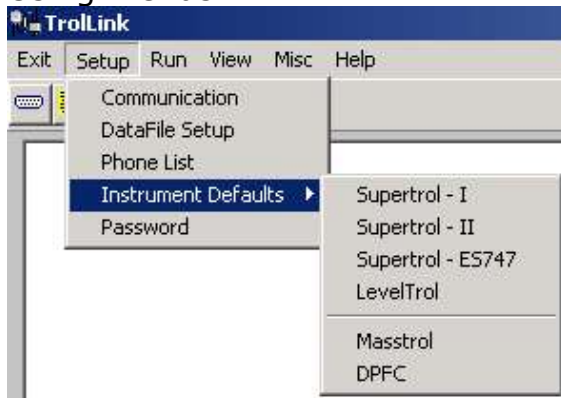 TrolLink
Exit Setup Run View Misc Help
Communication
DataFile Setup
Phone List
Instrument Defaults
Password
Supertrol - I
Supertrol - II
Supertrol - ES747
LevelTrol
Masstrol
DPFC